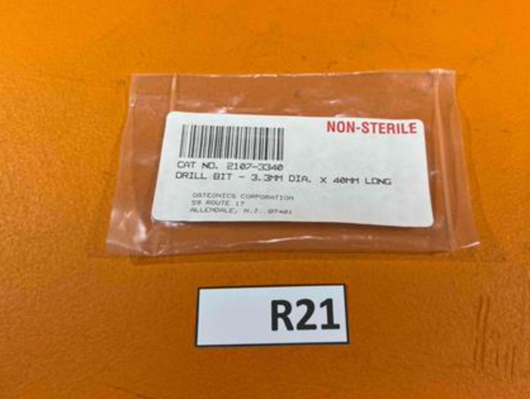 NON-STERILE
CAT NO. 2107-3340
DRILL BIT - 3.3MM DIA. X 40MM LONG
OSTEONICS CORPORATION
59 ROUTE 17
ALLENDALE, N.J. 07401
R21